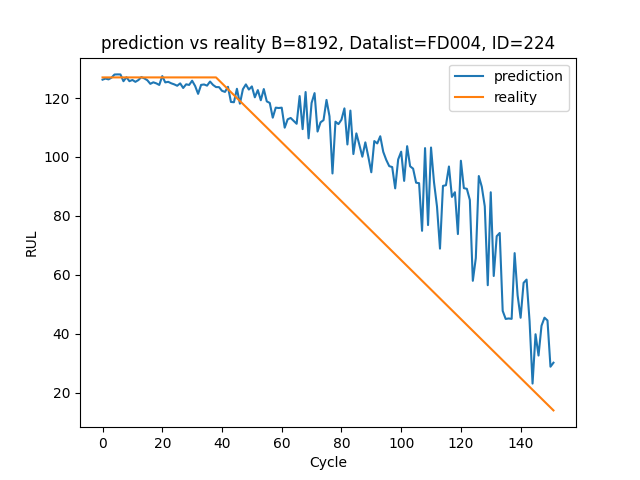 prediction vs reality B=8192, Datalist=FD004, ID=224
prediction
reality
RUL
120
100
80
60
40
20
0 20 40 60 80 100 120 140
Cycle